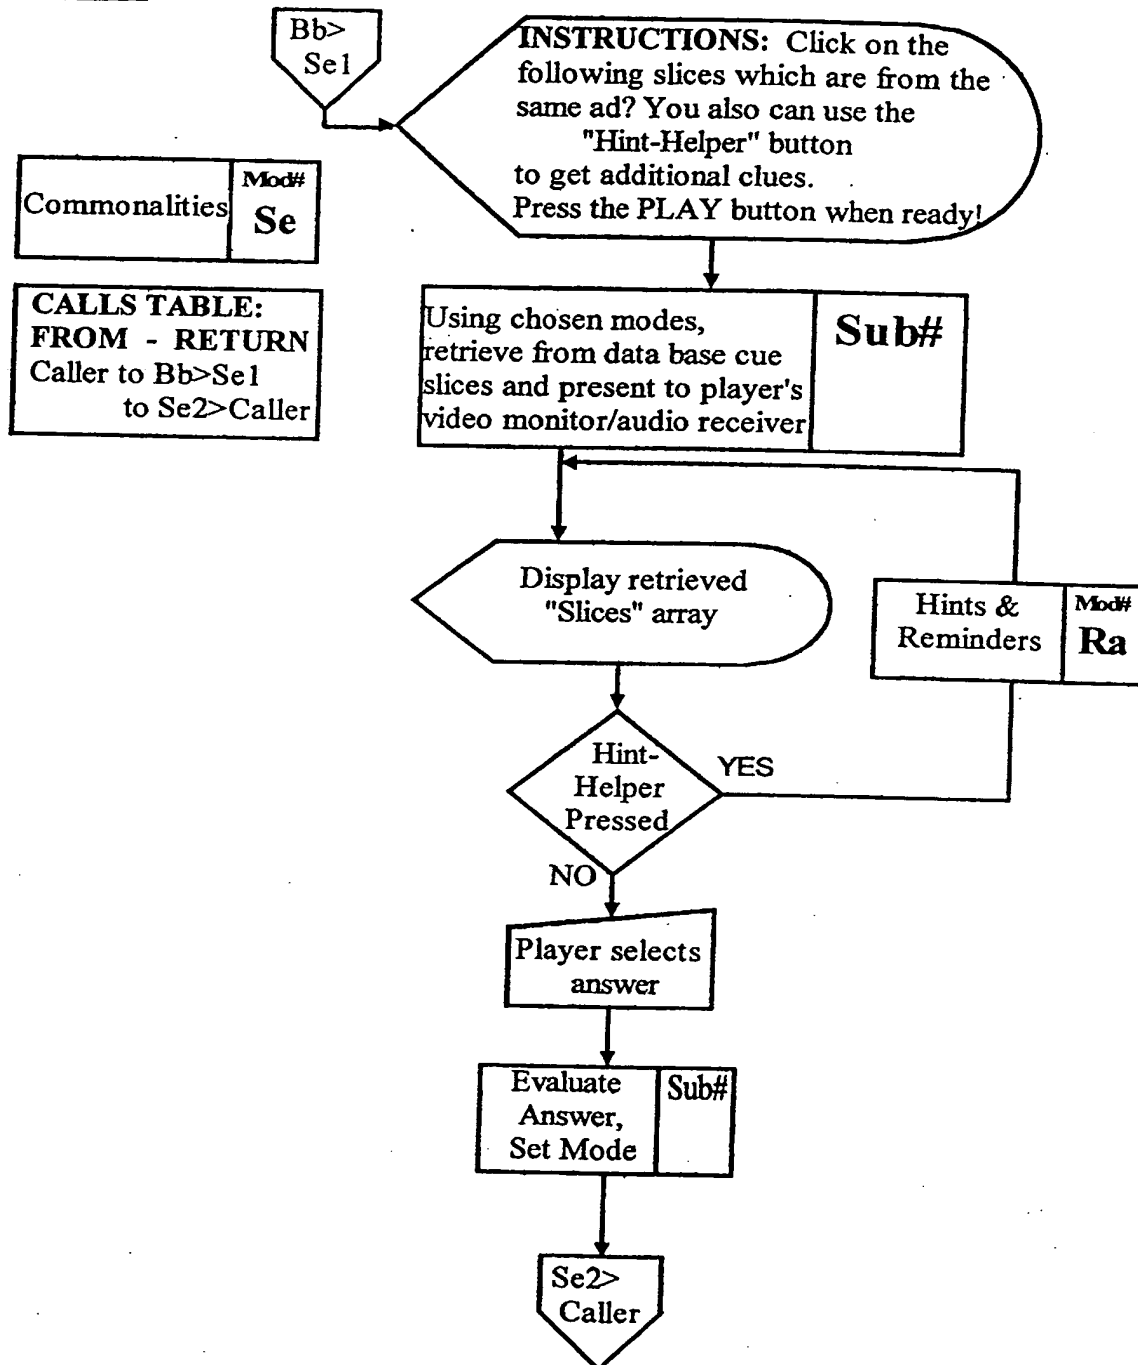 Bb>
Se1
INSTRUCTIONS: Click on the
following slices which are from the
same ad? You also can use the
"Hint-Helper" button
to get additional clues.
Press the PLAY button when ready!
Commonalities
Mod#
Se
CALLS TABLE:
FROM - RETURN
Caller to Bb>Se1
to Se2>Caller
Using chosen modes,
retrieve from data base cue
slices and present to player's
video monitor/audio receiver
Sub#
Display retrieved
"Slices" array
Hints &
Reminders
Mod#
Ra
Hint-
Helper
Pressed
YES
NO
Player selects
answer
Evaluate
Answer,
Set Mode
Sub#
Se2>
Caller